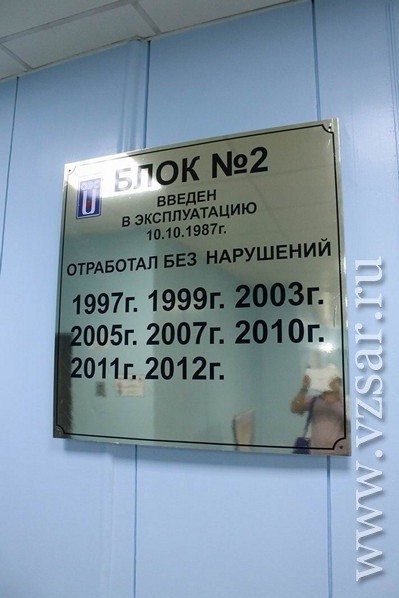 БЛОК №2
ВВЕДЕН
В ЭКСПЛУАТАЦИЮ
10.10.1987г.
ОТРАБОТАЛ БЕЗ НАРУШЕНИЙ
1997г. 1999г. 2003г.
2005г. 2007г. 2010г.
2011г. 2012г.
www.vzsar.ru